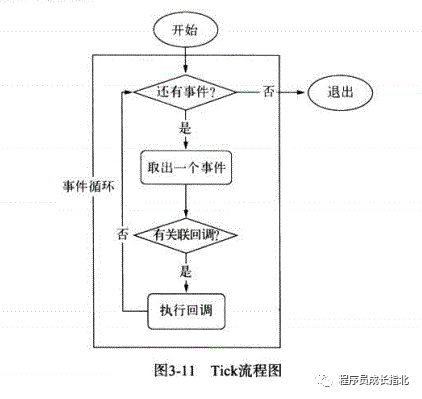 开始
还有事件?
否
退出
是
取出一个事件
事件循环
有关联回调?
否
是
执行回调
图3-11 Tick流程图
程序员成长指北